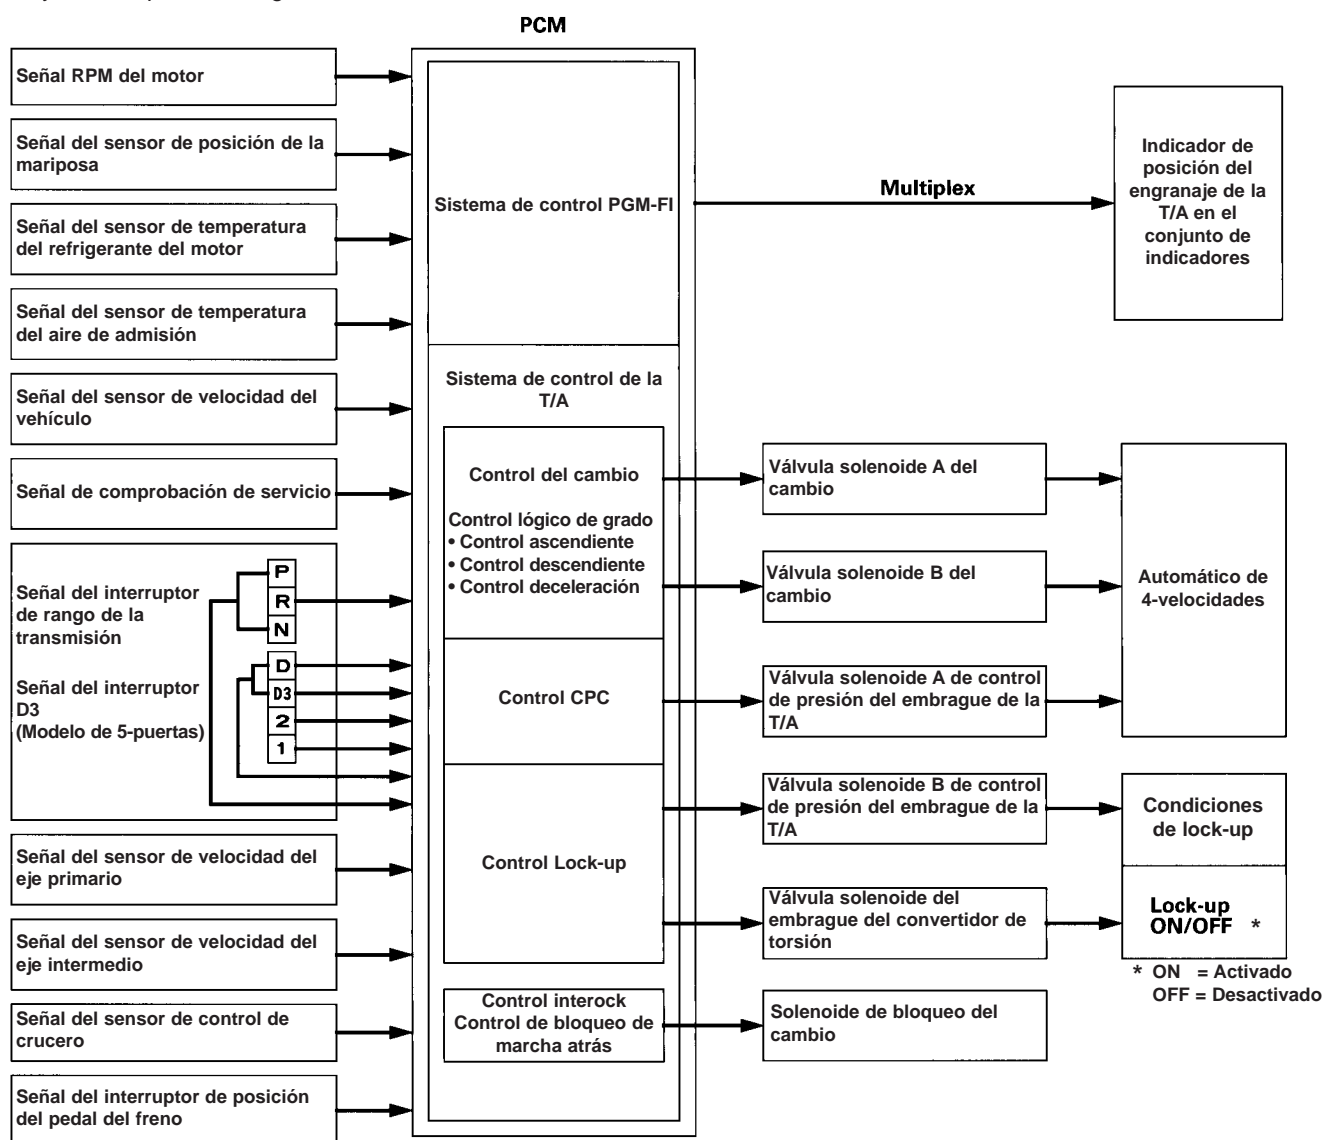 PCM
Señal RPM del motor
Señal del sensor de posición de la
mariposa
Señal del sensor de temperatura
del refrigerante del motor
Señal del sensor de temperatura
del aire de admisión
Señal del sensor de velocidad del
vehículo
Señal de comprobación de servicio
Señal del interruptor
de rango de la
transmisión
P
R
N
Señal del interruptor
D3
(Modelo de 5-puertas)
D
D3
2
1
Señal del sensor de velocidad del
eje primario
Señal del sensor de velocidad del
eje intermedio
Señal del sensor de control de
crucero
Señal del interruptor de posición
del pedal del freno
Sistema de control PGM-FI
Sistema de control de la
T/A
Control del cambio
Control lógico de grado
• Control ascendiente
• Control descendiente
• Control deceleración
Control CPC
Control Lock-up
Control interock
Control de bloqueo de
marcha atrás
Multiplex
Válvula solenoide A del
cambio
Válvula solenoide B del
cambio
Válvula solenoide A de control
de presión del embrague de la
T/A
Válvula solenoide B de control
de presión del embrague de la
T/A
Válvula solenoide del
embrague del convertidor de
torsión
Solenoide de bloqueo del
cambio
Indicador de
posición del
engranaje de la
T/A en el
conjunto de
indicadores
Automático de
4-velocidades
Condiciones
de lock-up
Lock-up
ON/OFF *
* ON = Activado
OFF = Desactivado